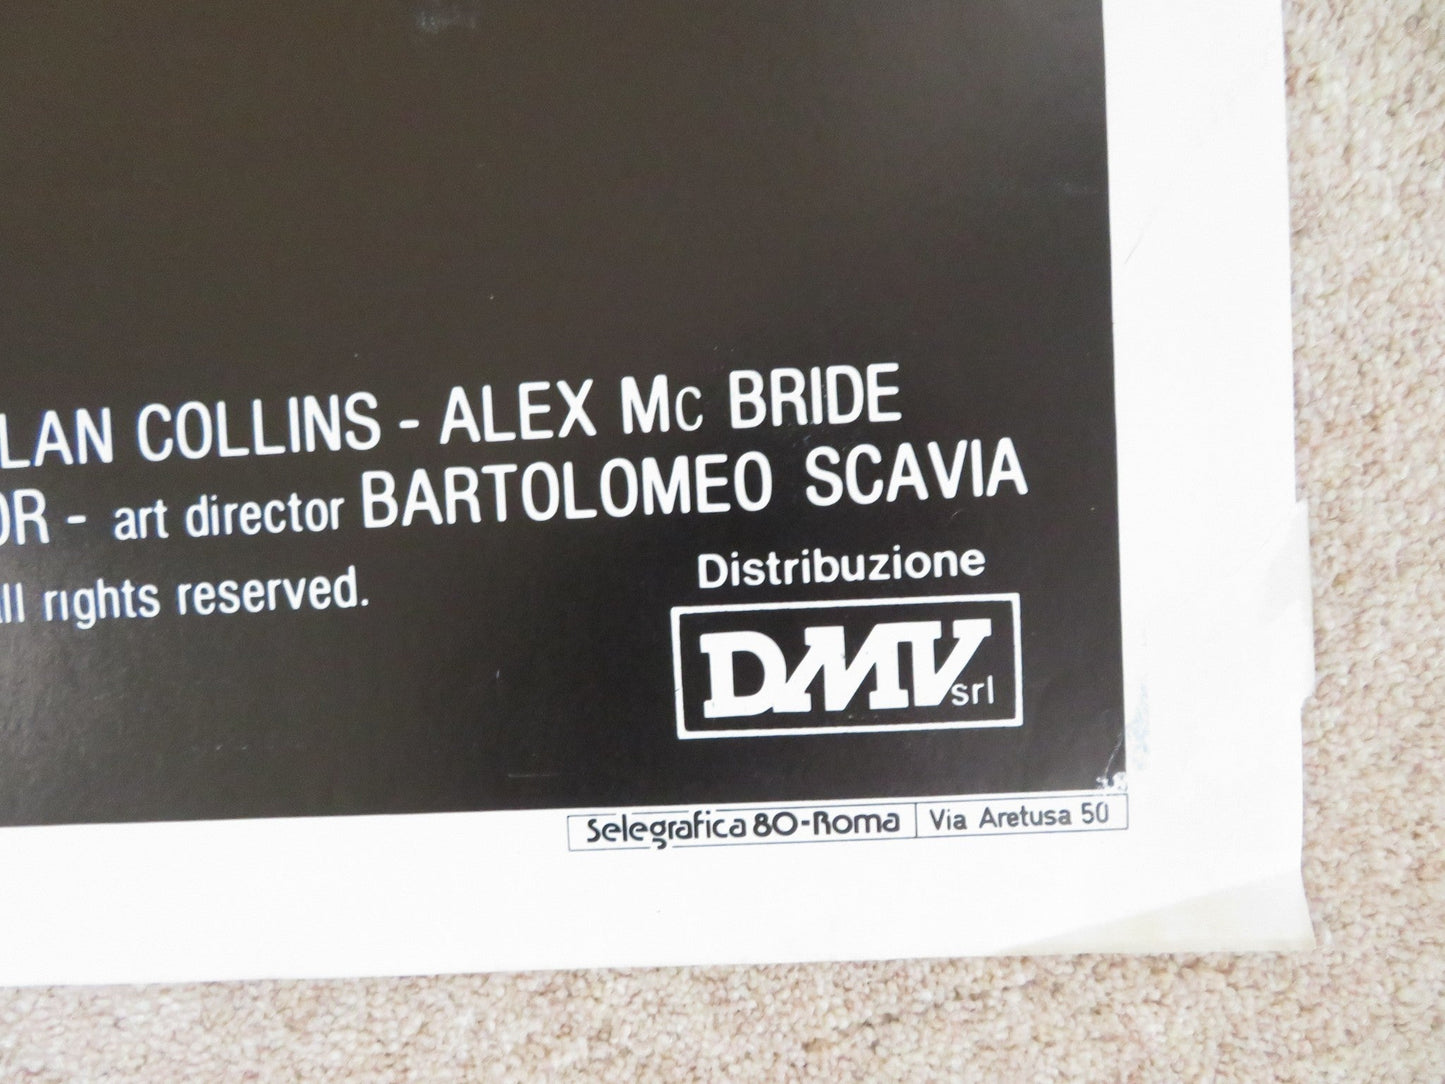 LAN COLLINS - ALEX Mc BRIDE
OR - art director BARTOLOMEO SCAVIA
all rights reserved.
Distribuzione
DMV srl
Selegrafica 80-Roma Via Aretusa 50